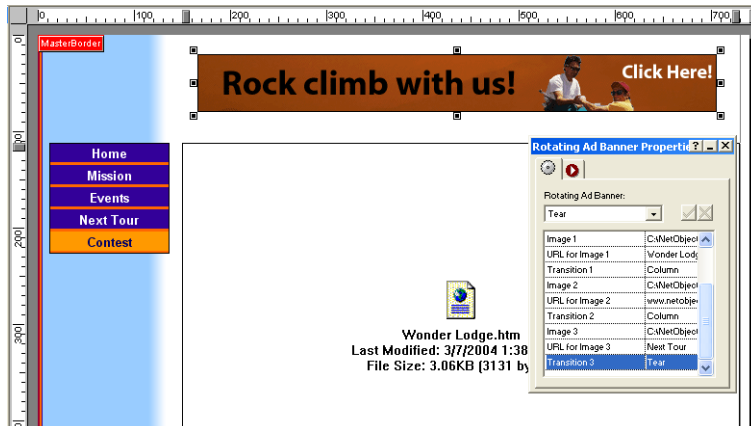 0 100 200 300 400 500 600 700
0
MasterBorder
Rock climb with us!
Click Here!
Home
Mission
Events
Next Tour
Contest
200
300
Wonder Lodge.htm
Last Modified: 3/7/2004 1:38
File Size: 3.06KB (3131 by
Rotating Ad Banner Properti
Rotating Ad Banner:
Tear
Image 1 C:\NetObject
URL for Image 1 Wonder Lodg
Transition 1 Column
Image 2 C:\NetObject
URL for Image 2 www.netobje
Transition 2 Column
Image 3 C:\NetObject
URL for Image 3 Next Tour
Transition 3 Tear